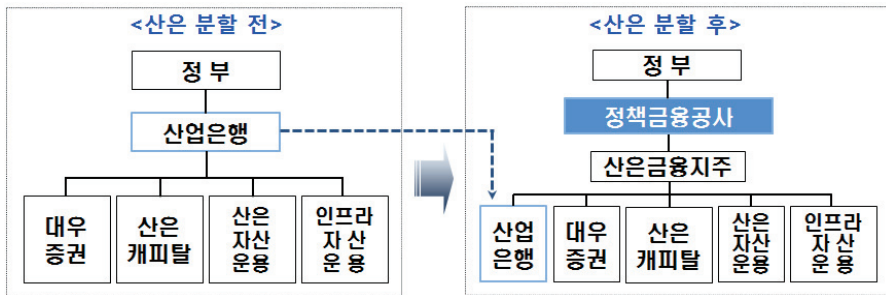 <산은 분할 전>
정 부
산업은행
대우
증권
산은
캐피탈
산은
자산
운용
인프라
자 산
운 용
<산은 분할 후>
정 부
정책금융공사
산은금융지주
산업
은행
대우
증권
산은
캐피탈
산은
자산
운용
인프라
자 산
운 용